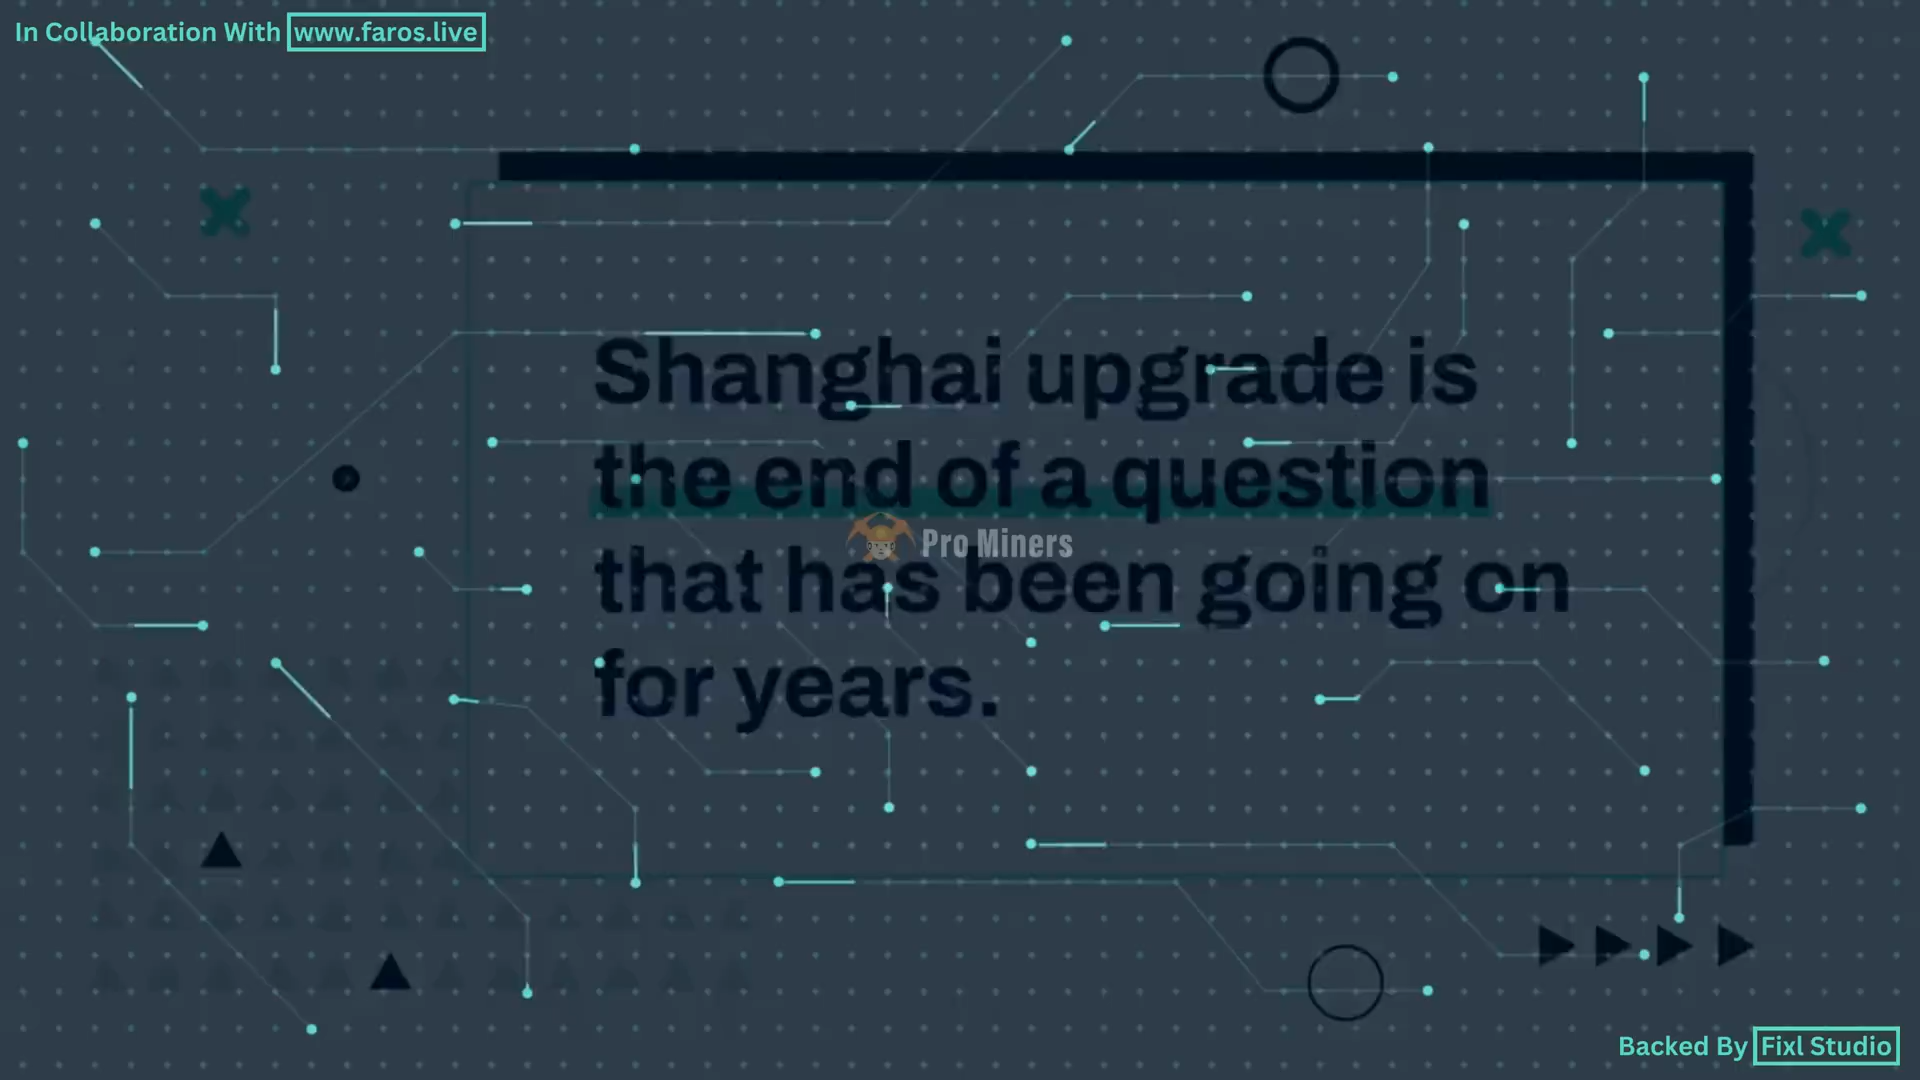 In Collaboration With www.faros.live
Shanghai upgrade is
the end of a question
Pro Miners
that has been going on
for years.
Backed By Fixl Studio